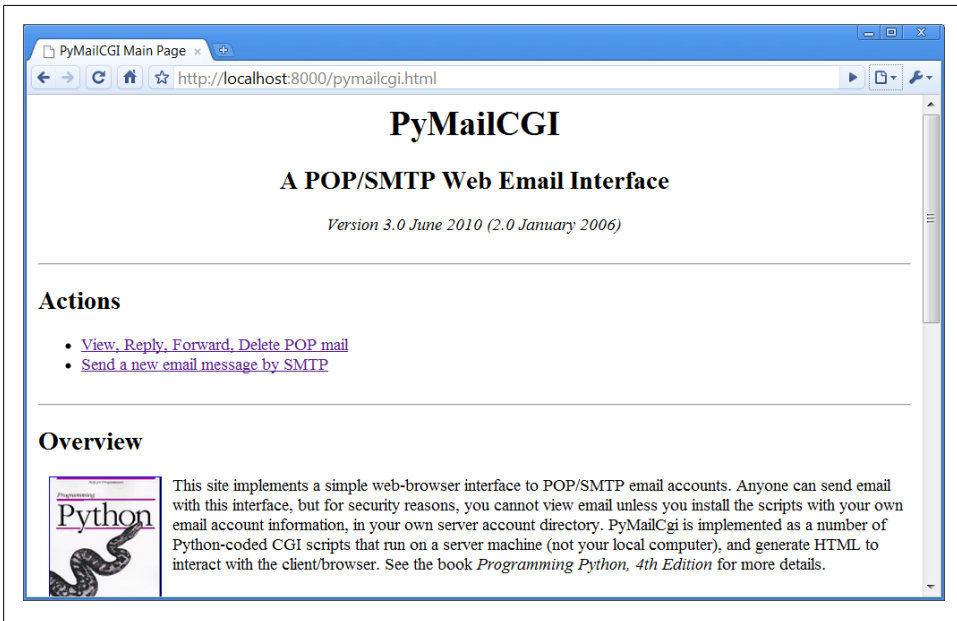 PyMailCGI Main Page
http://localhost:8000/pymailcgi.html
PyMailCGI
A POP/SMTP Web Email Interface
Version 3.0 June 2010 (2.0 January 2006)
Actions
• View, Reply, Forward, Delete POP mail
• Send a new email message by SMTP
Overview
Programming
Python
This site implements a simple web-browser interface to POP/SMTP email accounts. Anyone can send email
with this interface, but for security reasons, you cannot view email unless you install the scripts with your own
email account information, in your own server account directory. PyMailCgi is implemented as a number of
Python-coded CGI scripts that run on a server machine (not your local computer), and generate HTML to
interact with the client/browser. See the book Programming Python, 4th Edition for more details.